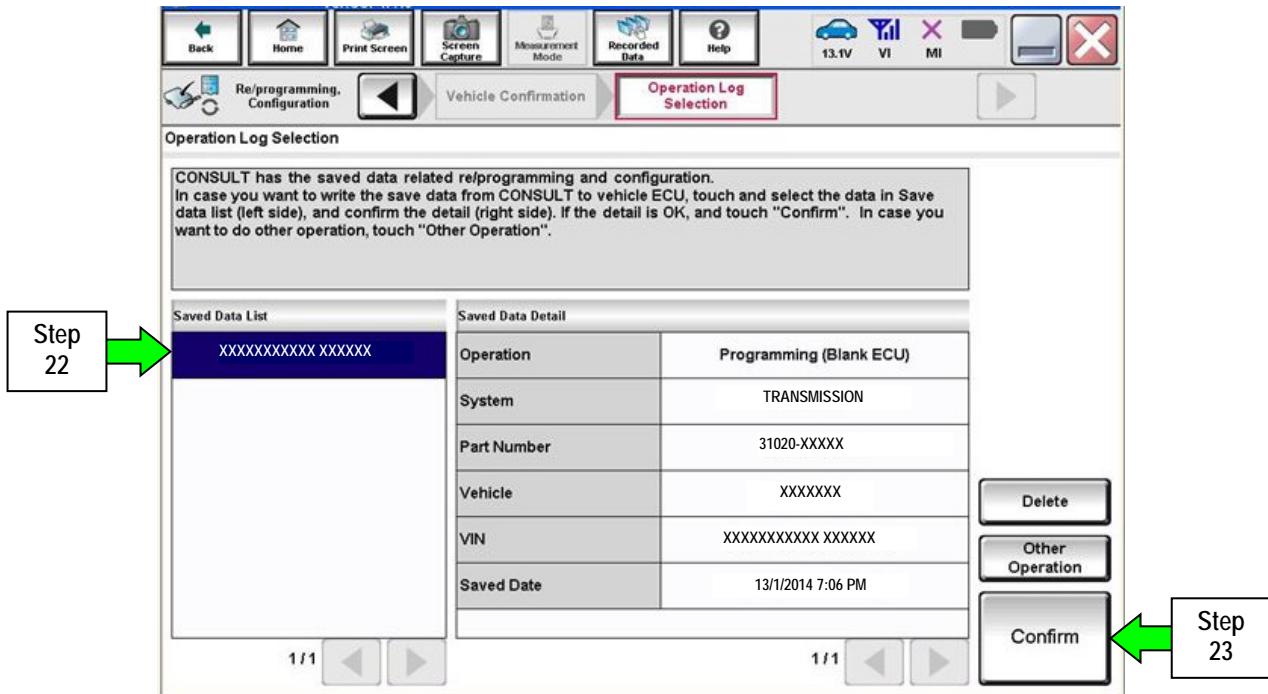 Back
Home
Print Screen
Screen
Capture
Measurement
Mode
Recorded
Data
Help
13.1V
VI
MI
Re/programming,
Configuration
Vehicle Confirmation
Operation Log
Selection
Operation Log Selection
CONSULT has the saved data related re/programming and configuration.
In case you want to write the save data from CONSULT to vehicle ECU, touch and select the data in Save
data list (left side), and confirm the detail (right side). If the detail is OK, and touch "Confirm". In case you
want to do other operation, touch "Other Operation".
Saved Data List
Saved Data Detail
Step
22
XXXXXXXXXXX XXXXXX
Operation
Programming (Blank ECU)
System
TRANSMISSION
Part Number
31020-XXXXX
Vehicle
XXXXXXX
VIN
XXXXXXXXXXX XXXXXX
Saved Date
13/1/2014 7:06 PM
Delete
Other
Operation
Confirm
Step
23
1/1
1/1